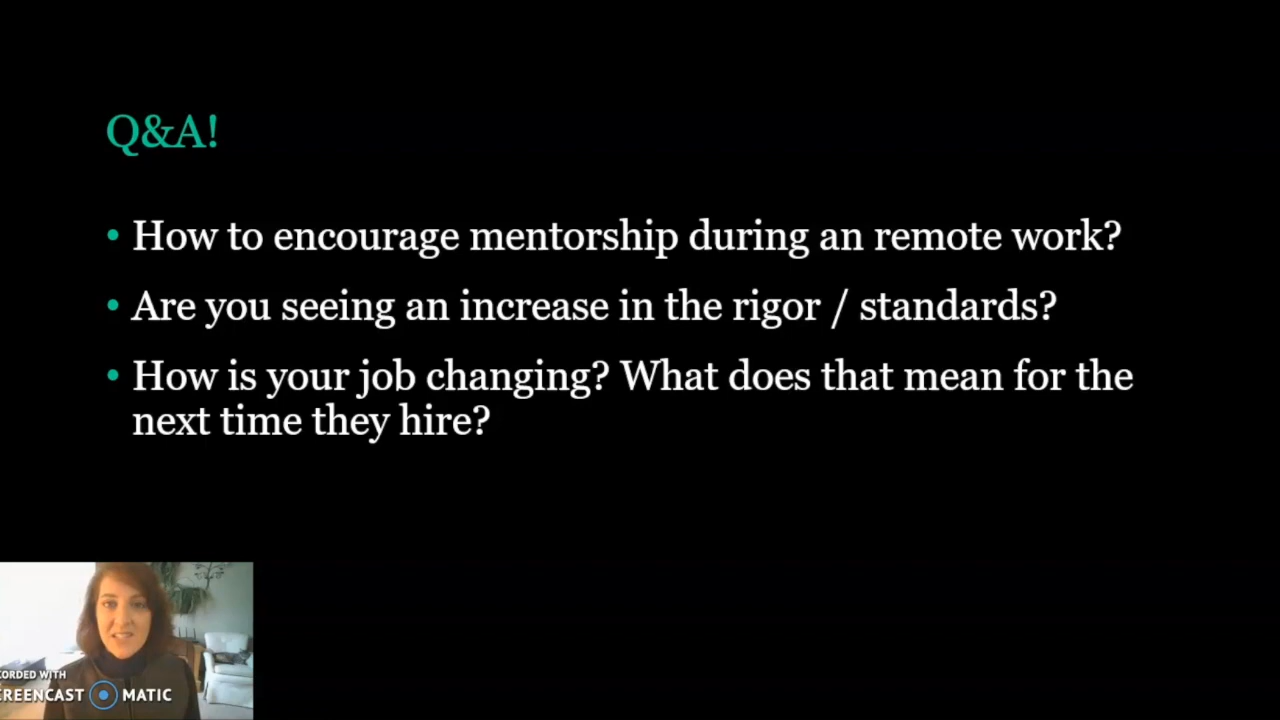 Q&A!
• How to encourage mentorship during an remote work?
• Are you seeing an increase in the rigor / standards?
• How is your job changing? What does that mean for the
next time they hire?
CORDED WITH
REENCAST MATIC